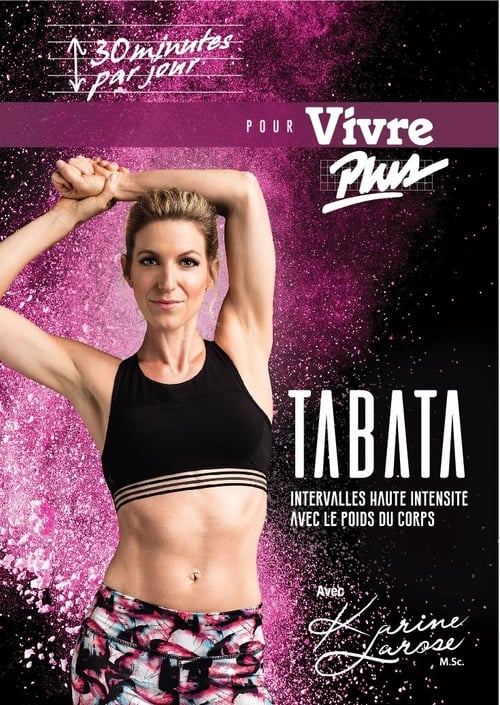 30 minutes
par jour
POUR Vivre
Plus
TABATA
INTERVALLES HAUTE INTENSITE
AVEC LE POIDS DU CORPS
Avec
Karine
Larose
M.Sc.